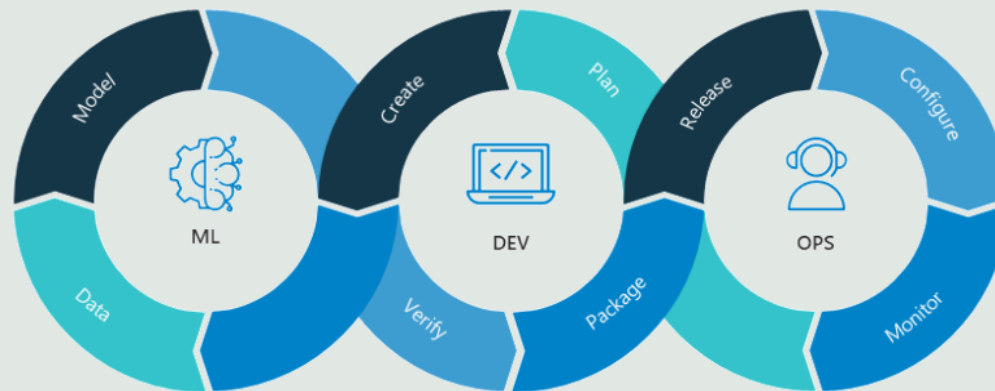 Model
Data
ML
Create
Plan
Verify
Package
DEV
Release
Configure
Monitor
OPS